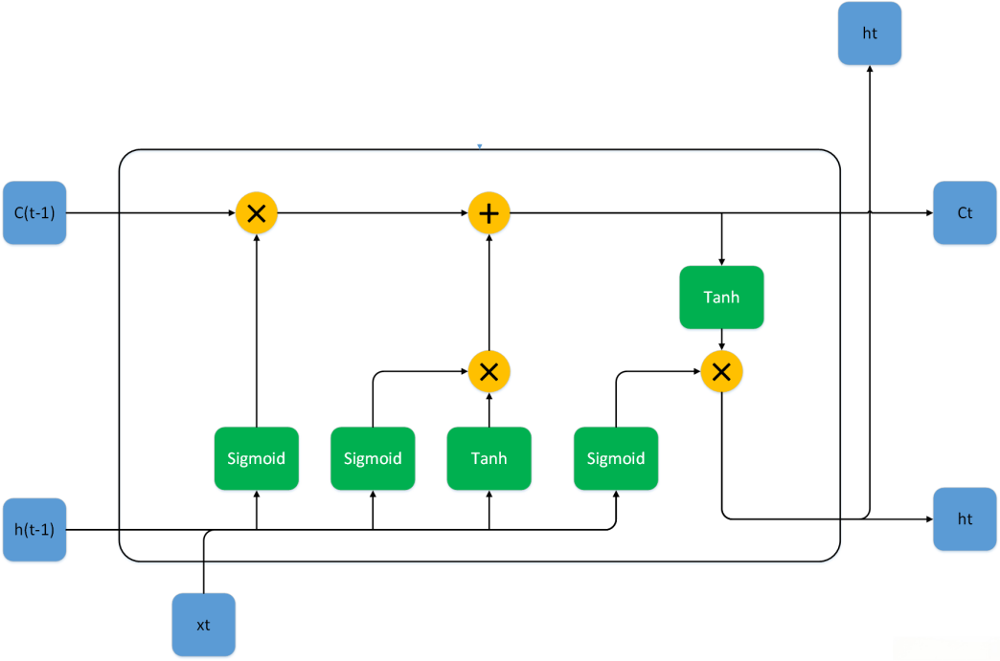 ht
C(t-1)
×
+
Ct
Tanh
×
×
Sigmoid
Sigmoid
Tanh
Sigmoid
h(t-1)
ht
xt